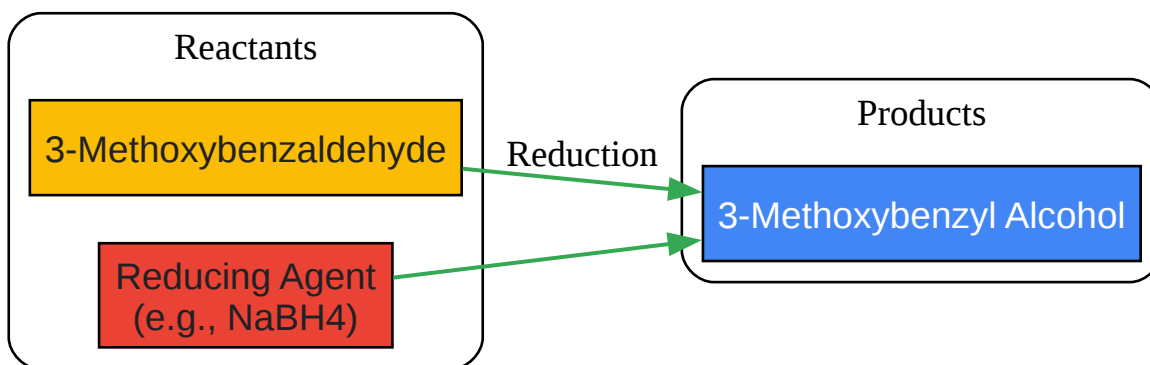 Reactants
3-Methoxybenzaldehyde
Reducing Agent
(e.g., NaBH4)
Reduction
Products
3-Methoxybenzyl Alcohol